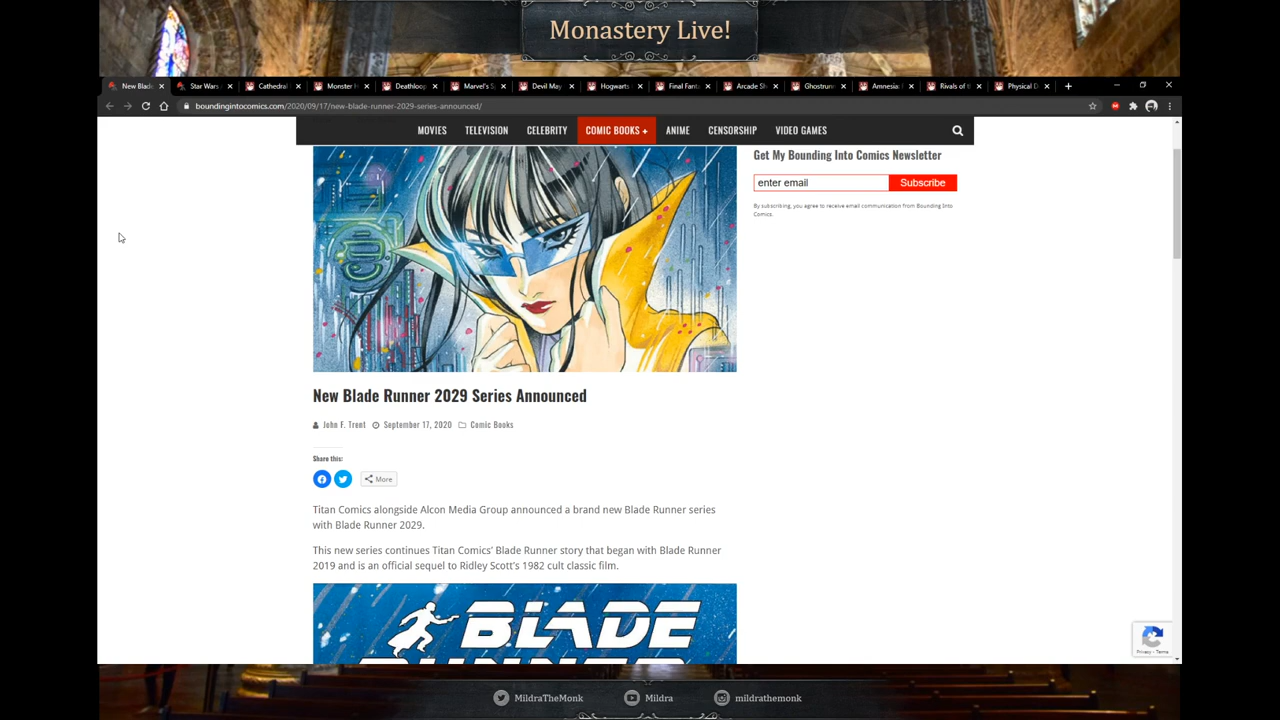 Monastery Live!
New Blade
Star Wars
Cathedral
Monster H
Deathloop
Marvel's S
Devil May
Hogwarts
Final Fant
Arcade S
Ghostrunn
Amnesia:
Rivals of t
Physical D
boundingintocomics.com/2020/09/17/new-blade-runner-2029-series-announced/
MOVIES TELEVISION CELEBRITY COMIC BOOKS + ANIME CENSORSHIP VIDEO GAMES
Get My Bounding Into Comics Newsletter
enter email Subscribe
By subscribing, you agree to receive email communication from Bounding Into
Comics.
New Blade Runner 2029 Series Announced
John F. Trent September 17, 2020 Comic Books
Share this:
More
Titan Comics alongside Alcon Media Group announced a brand new Blade Runner series
with Blade Runner 2029.
This new series continues Titan Comics' Blade Runner story that began with Blade Runner
2019 and is an official sequel to Ridley Scott's 1982 cult classic film.
BLADE
RUNNER
Privacy - Terms
MildraTheMonk Mildra mildrathemonk